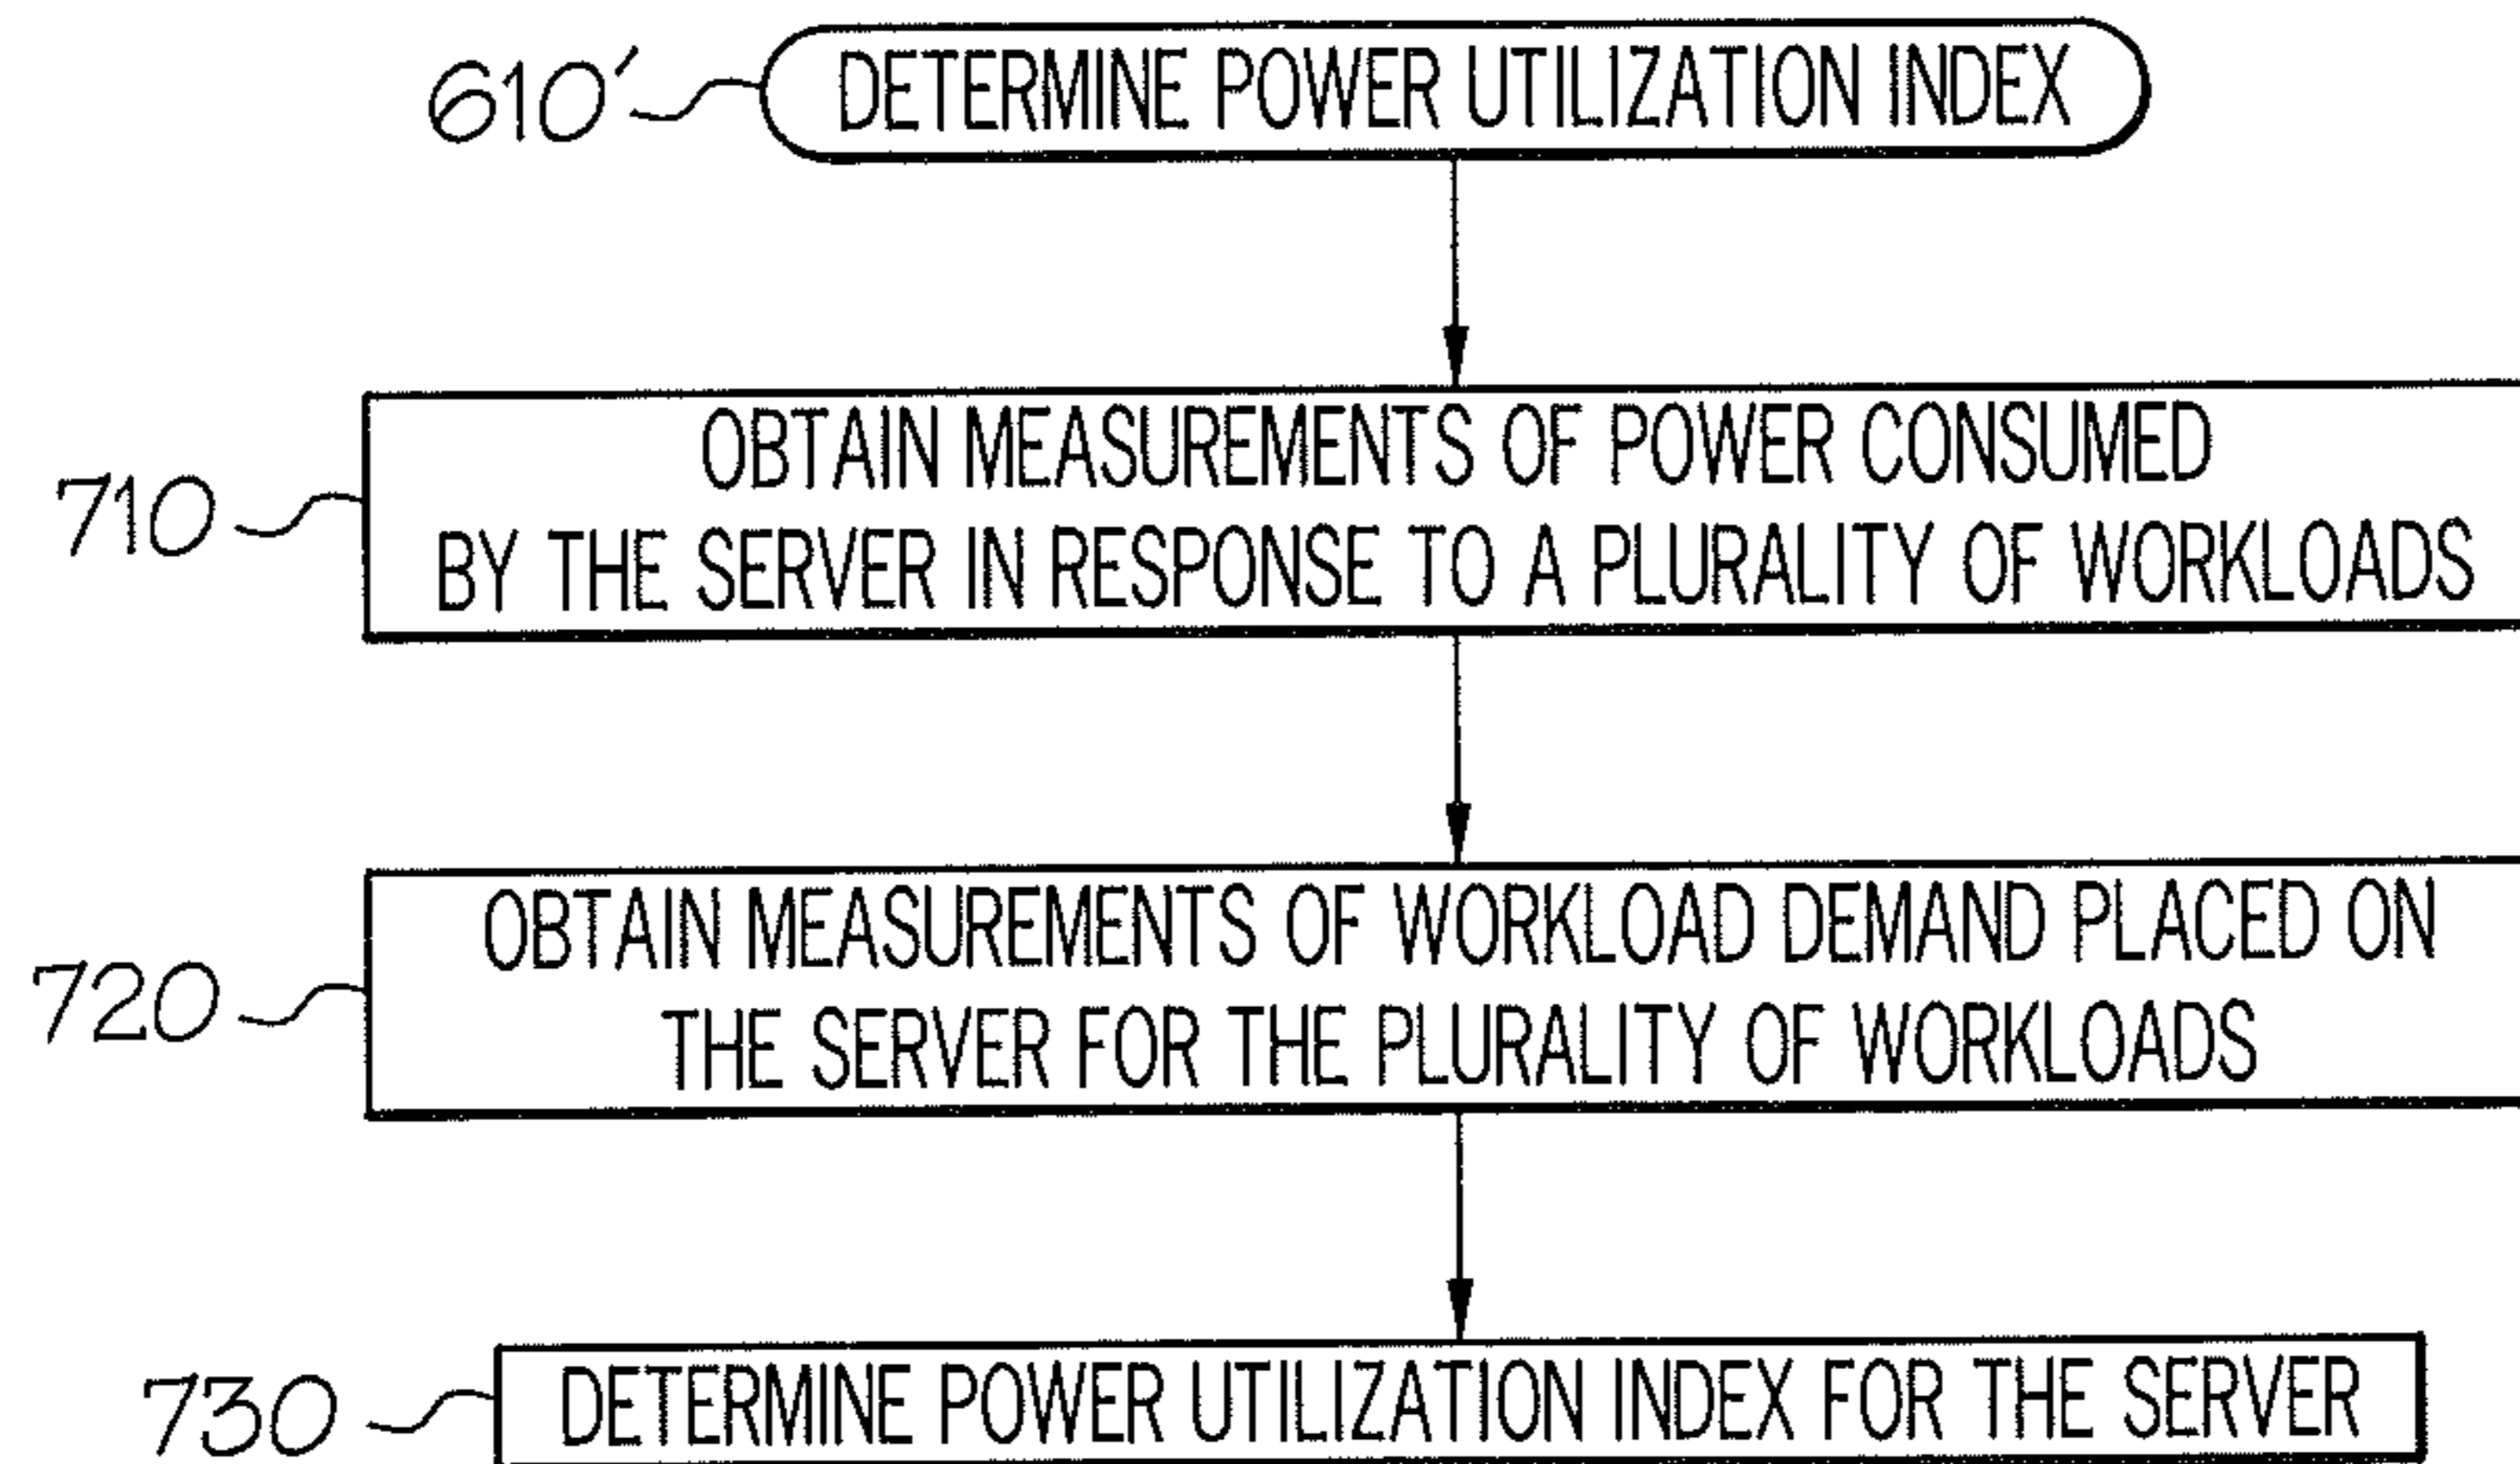 610'
DETERMINE POWER UTILIZATION INDEX
710
OBTAIN MEASUREMENTS OF POWER CONSUMED
BY THE SERVER IN RESPONSE TO A PLURALITY OF WORKLOADS
720
OBTAIN MEASUREMENTS OF WORKLOAD DEMAND PLACED ON
THE SERVER FOR THE PLURALITY OF WORKLOADS
730
DETERMINE POWER UTILIZATION INDEX FOR THE SERVER